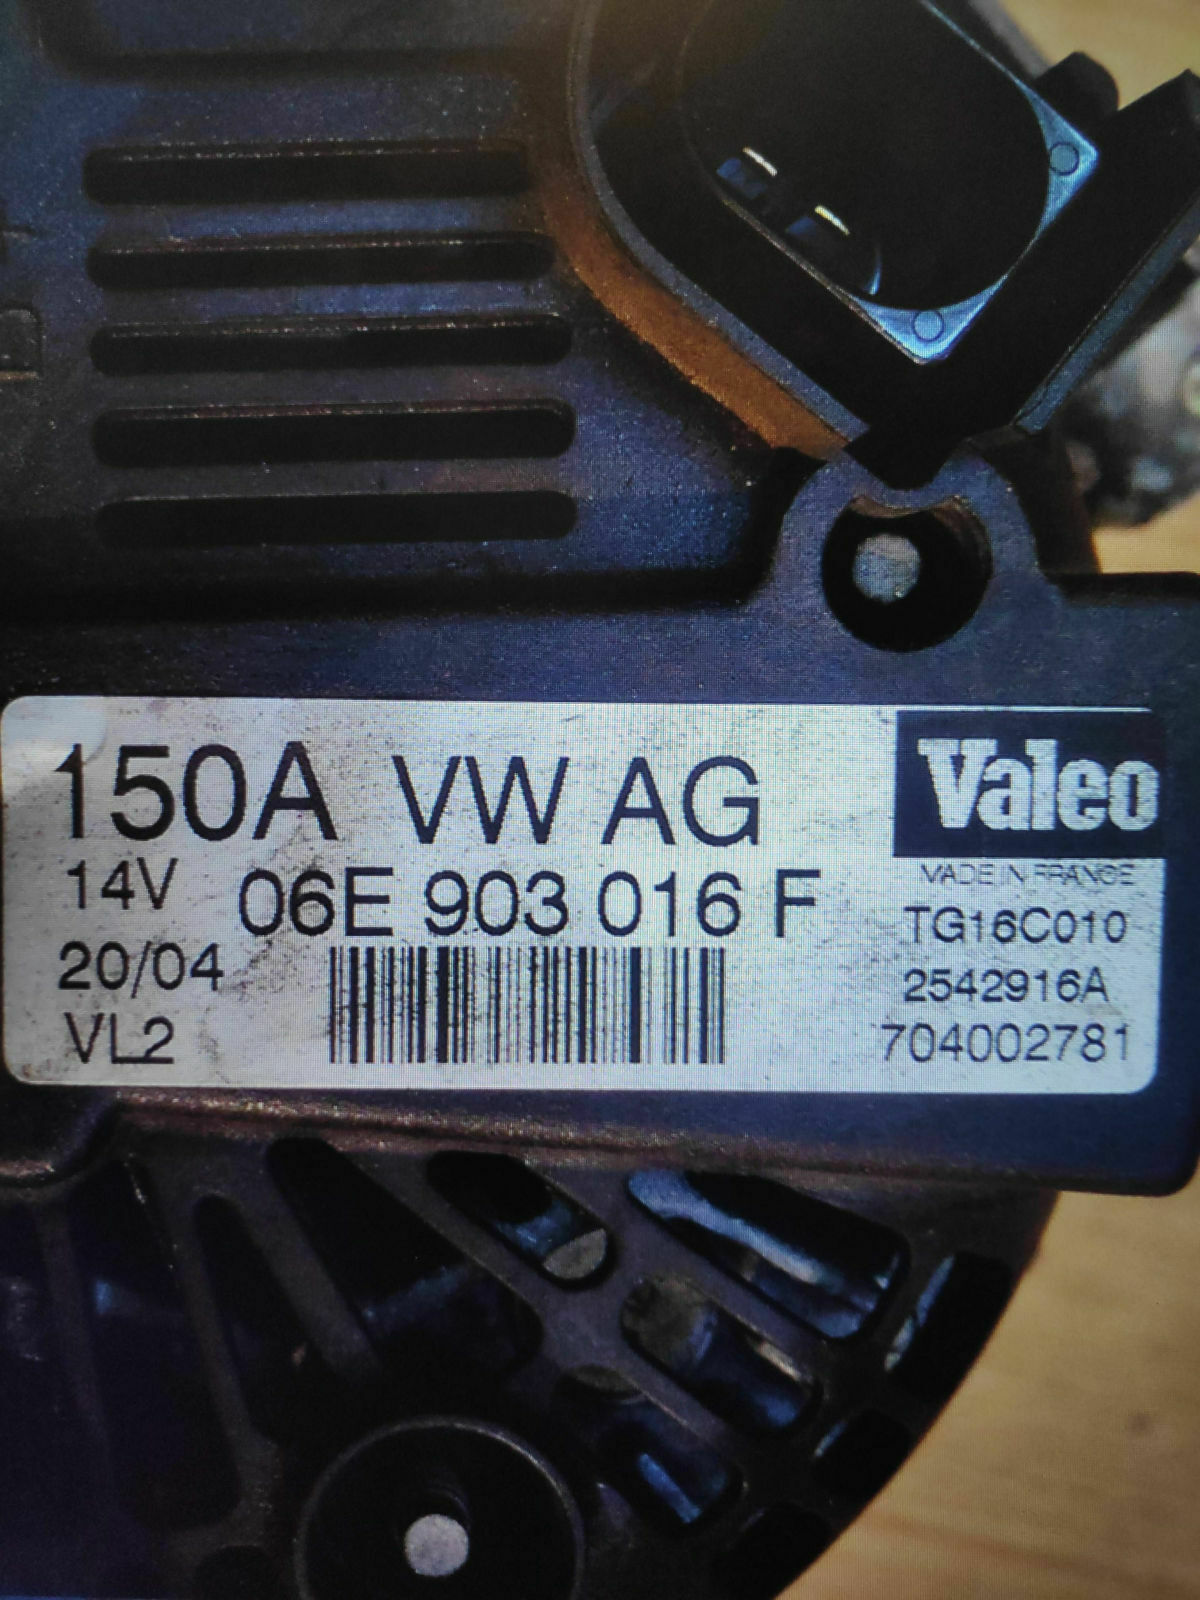 150A VW AG
Valeo
14V 06E 903 016 F
MADE IN FRANCE
20/04
TG16C010
2542916A
VL2
704002781